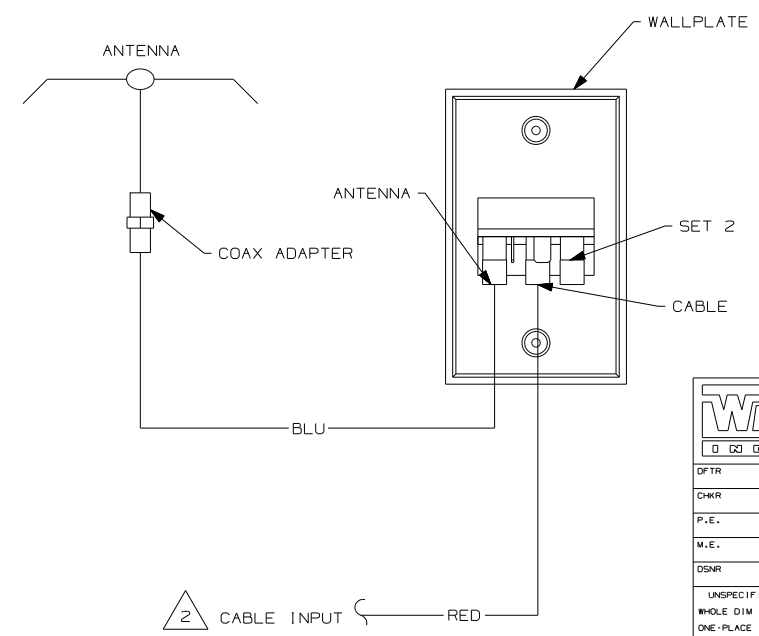 WALLPLATE
ANTENNA
ANTENNA
SET 2
COAX ADAPTER
CABLE
BLU
DFTR
CHKR
P.E.
M.E.
DSNR
2 CABLE INPUT
RED
UNSPECIF
WHOLE DIM
ONE-PLACE